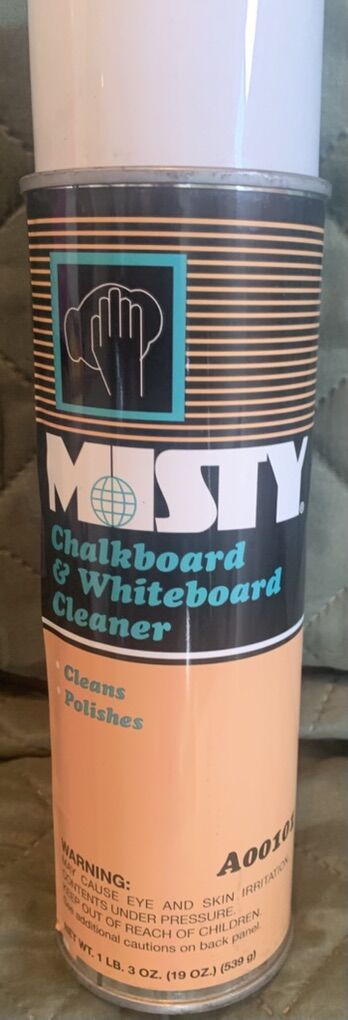 MISTY®
Chalkboard
& Whiteboard
Cleaner
• Cleans
• Polishes
WARNING:
MAY CAUSE EYE AND SKIN IRRITATION.
CONTENTS UNDER PRESSURE.
KEEP OUT OF REACH OF CHILDREN.
See additional cautions on back panel.
NET WT. 1 LB. 3 OZ. (19 OZ.) (539 g)